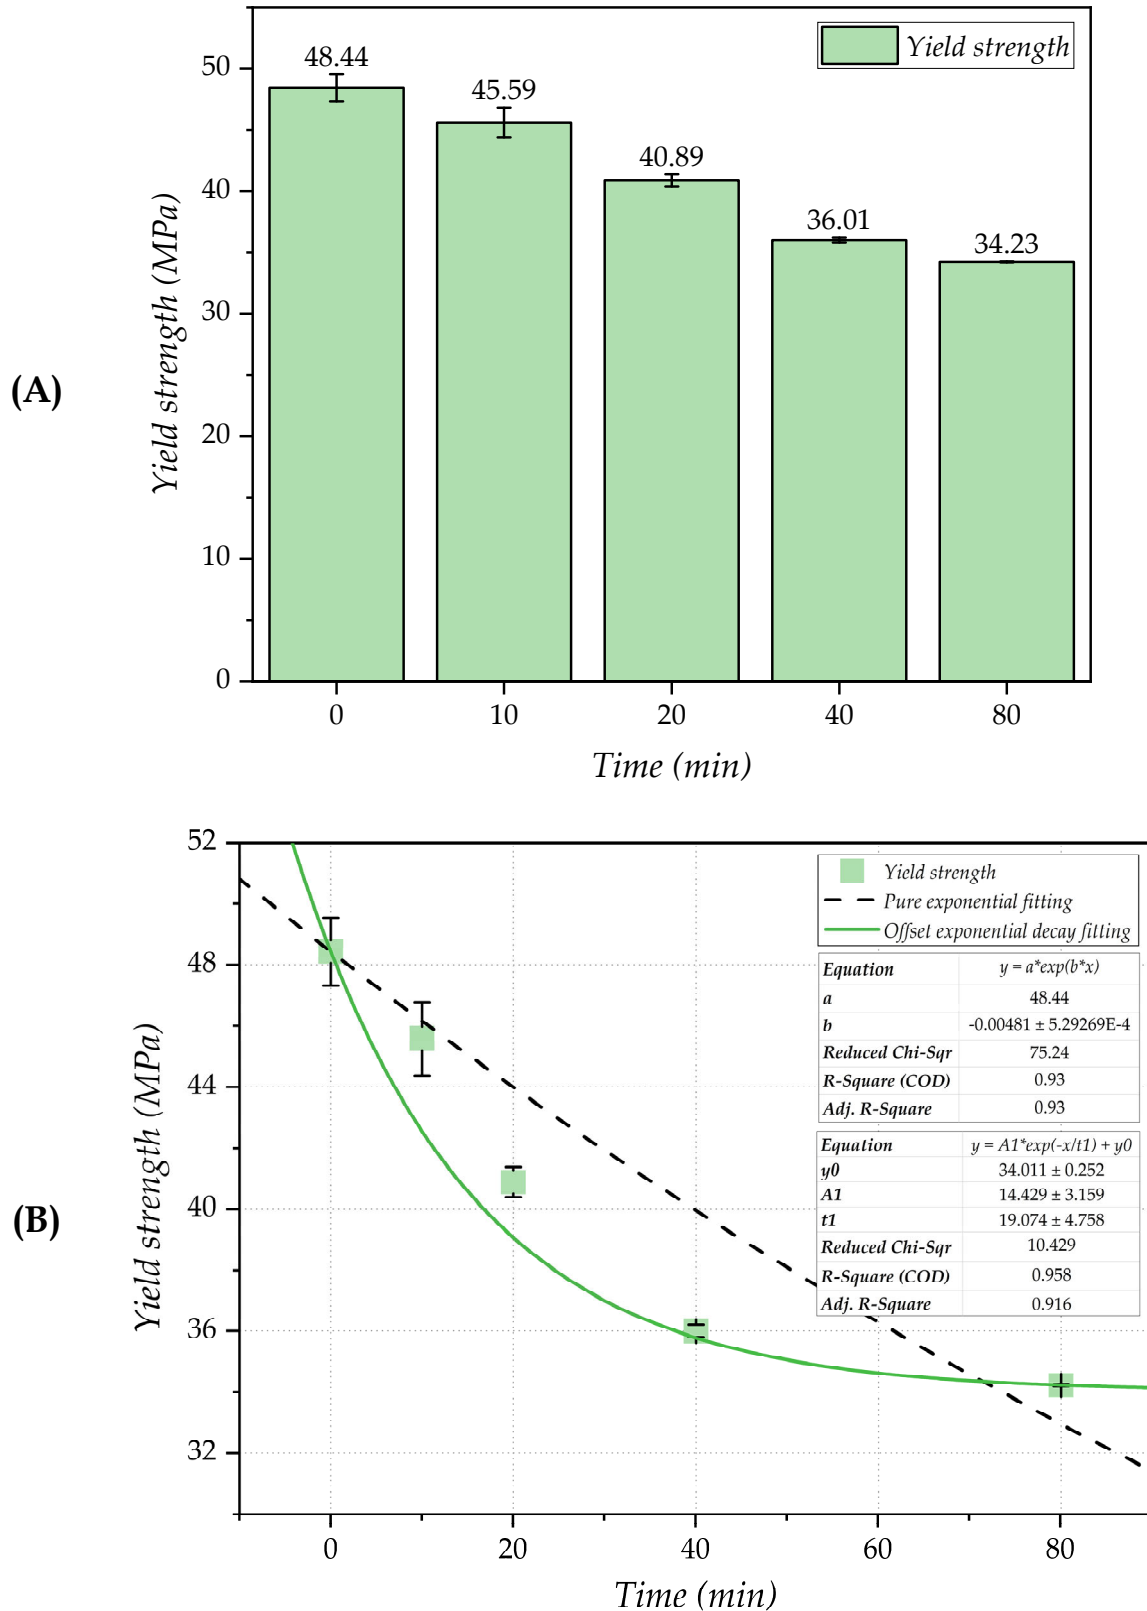 (A)
Yield strength (MPa)
50
40
30
20
10
0
Yield strength
48.44
45.59
40.89
36.01
34.23
0 10 20 40 80
Time (min)
(B)
Yield strength (MPa)
52
48
44
40
36
32
Yield strength
Pure exponential fitting
Offset exponential decay fitting
Equation y = a*exp(b*x)
a 48.44
b -0.00481 ± 5.29269E-4
Reduced Chi-Sqr 75.24
R-Square (COD) 0.93
Adj. R-Square 0.93
Equation y = A1*exp(-x/t1) + y0
y0 34.011 ± 0.252
A1 14.429 ± 3.159
t1 19.074 ± 4.758
Reduced Chi-Sqr 10.429
R-Square (COD) 0.958
Adj. R-Square 0.916
0 20 40 60 80
Time (min)